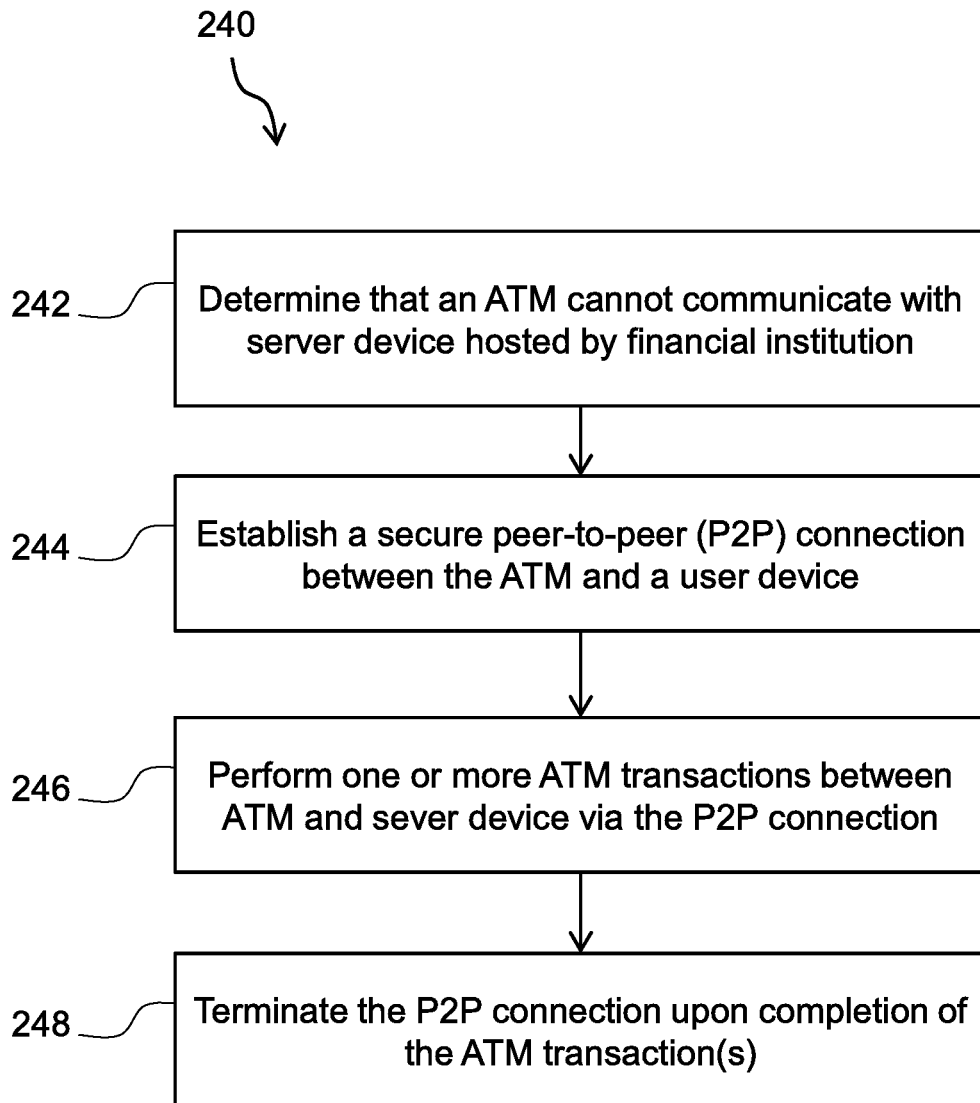 240
242
Determine that an ATM cannot communicate with
server device hosted by financial institution
244
Establish a secure peer-to-peer (P2P) connection
between the ATM and a user device
246
Perform one or more ATM transactions between
ATM and sever device via the P2P connection
248
Terminate the P2P connection upon completion of
the ATM transaction(s)